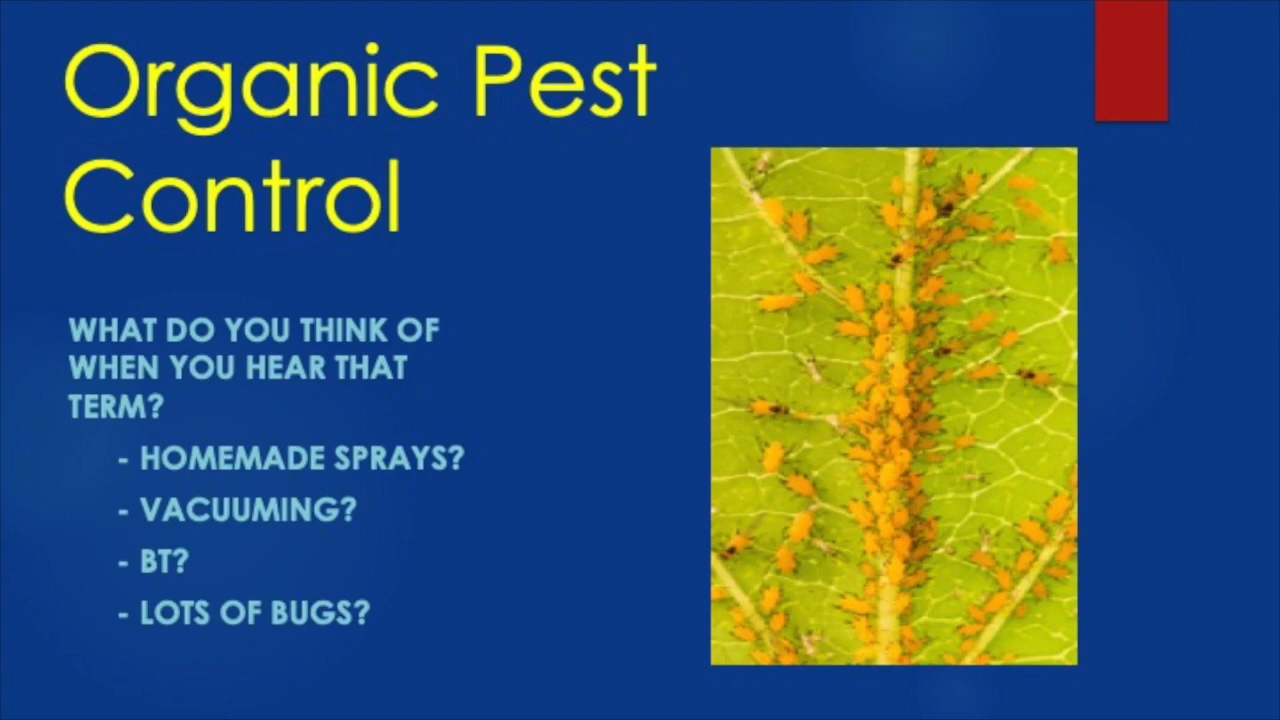 Organic Pest
Control
WHAT DO YOU THINK OF
WHEN YOU HEAR THAT
TERM?
- HOMEMADE SPRAYS?
- VACUUMING?
- BT?
- LOTS OF BUGS?